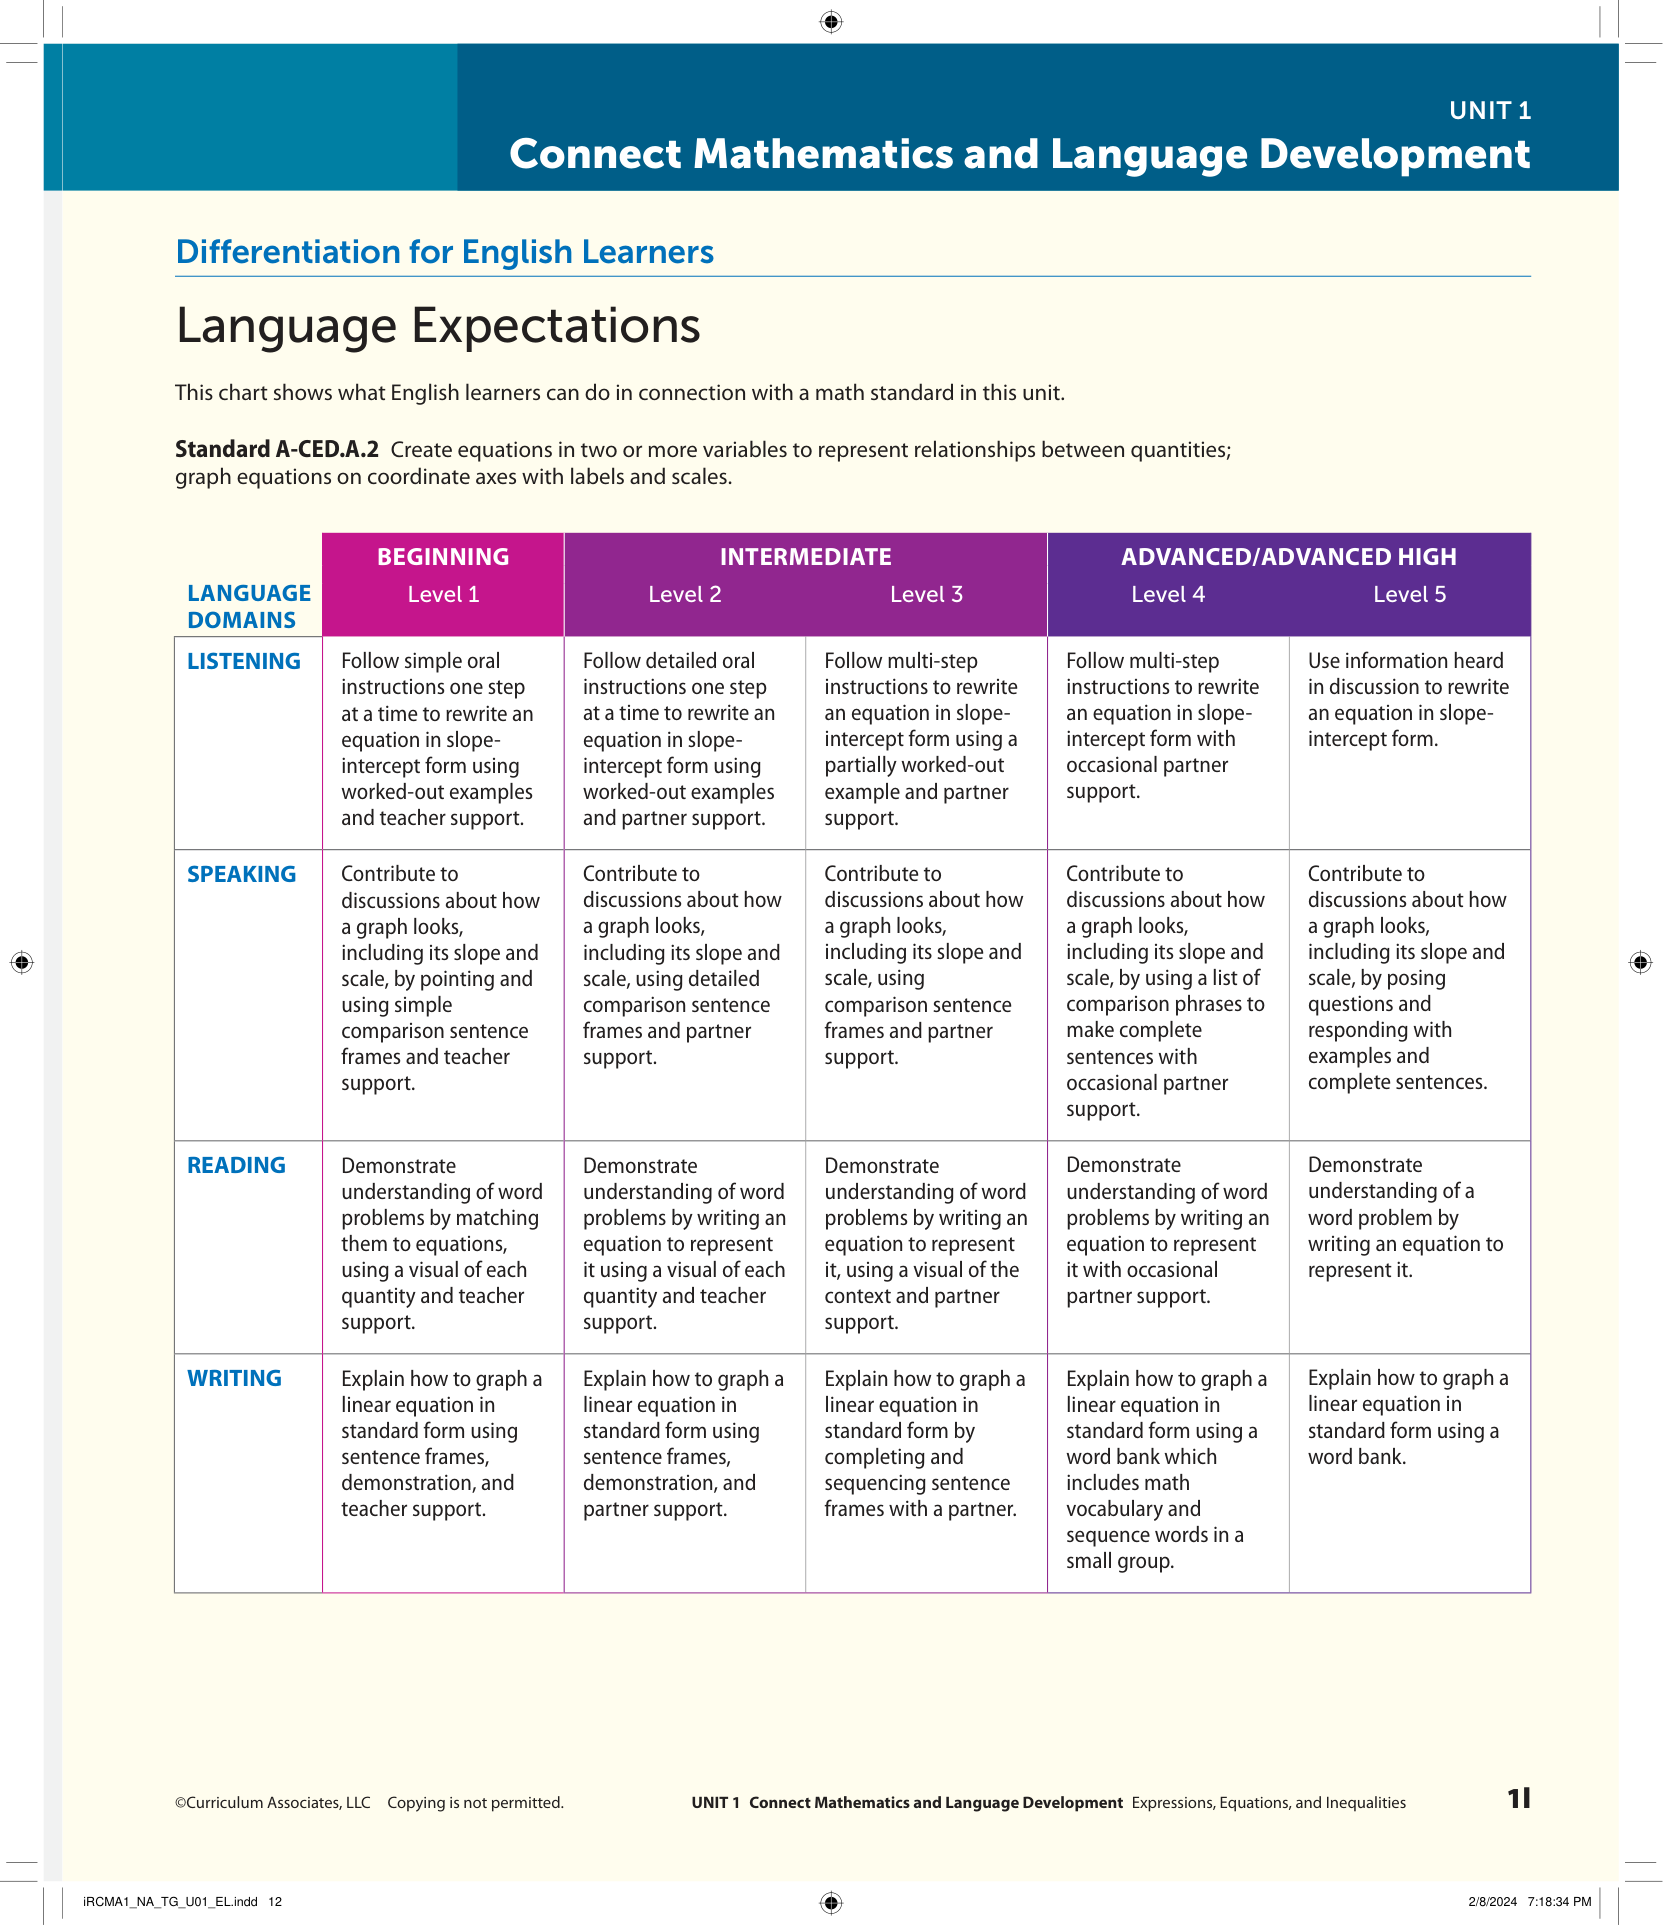 UNIT 1
Connect Mathematics and Language Development
Differentiation for English Learners
Language Expectations
This chart shows what English learners can do in connection with a math standard in this unit.
Standard A-CED.A.2 Create equations in two or more variables to represent relationships between quantities;
graph equations on coordinate axes with labels and scales.
LANGUAGE
DOMAINS
BEGINNING
Level 1
INTERMEDIATE
Level 2
Level 3
ADVANCED/ADVANCED HIGH
Level 4
Level 5
LISTENING
Follow simple oral
instructions one step
at a time to rewrite an
equation in slope-
intercept form using
worked-out examples
and teacher support.
Follow detailed oral
instructions one step
at a time to rewrite an
equation in slope-
intercept form using
worked-out examples
and partner support.
Follow multi-step
instructions to rewrite
an equation in slope-
intercept form using a
partially worked-out
example and partner
support.
Follow multi-step
instructions to rewrite
an equation in slope-
intercept form with
occasional partner
support.
Use information heard
in discussion to rewrite
an equation in slope-
intercept form.
SPEAKING
Contribute to
discussions about how
a graph looks,
including its slope and
scale, by pointing and
using simple
comparison sentence
frames and teacher
support.
Contribute to
discussions about how
a graph looks,
including its slope and
scale, using detailed
comparison sentence
frames and partner
support.
Contribute to
discussions about how
a graph looks,
including its slope and
scale, using
comparison sentence
frames and partner
support.
Contribute to
discussions about how
a graph looks,
including its slope and
scale, by using a list of
comparison phrases to
make complete
sentences with
occasional partner
support.
Contribute to
discussions about how
a graph looks,
including its slope and
scale, by posing
questions and
responding with
examples and
complete sentences.
READING
Demonstrate
understanding of word
problems by matching
them to equations,
using a visual of each
quantity and teacher
support.
Demonstrate
understanding of word
problems by writing an
equation to represent
it using a visual of each
quantity and teacher
support.
Demonstrate
understanding of word
problems by writing an
equation to represent
it, using a visual of the
context and partner
support.
Demonstrate
understanding of word
problems by writing an
equation to represent
it with occasional
partner support.
Demonstrate
understanding of a
word problem by
writing an equation to
represent it.
WRITING
Explain how to graph a
linear equation in
standard form using
sentence frames,
demonstration, and
teacher support.
Explain how to graph a
linear equation in
standard form using
sentence frames,
demonstration, and
partner support.
Explain how to graph a
linear equation in
standard form by
completing and
sequencing sentence
frames with a partner.
Explain how to graph a
linear equation in
standard form using a
word bank which
includes math
vocabulary and
sequence words in a
small group.
Explain how to graph a
linear equation in
standard form using a
word bank.
©Curriculum Associates, LLC Copying is not permitted.
UNIT 1 Connect Mathematics and Language Development Expressions, Equations, and Inequalities
1l
iRCMA1_NA_TG_U01_EL.indd 12
2/8/2024 7:18:34 PM